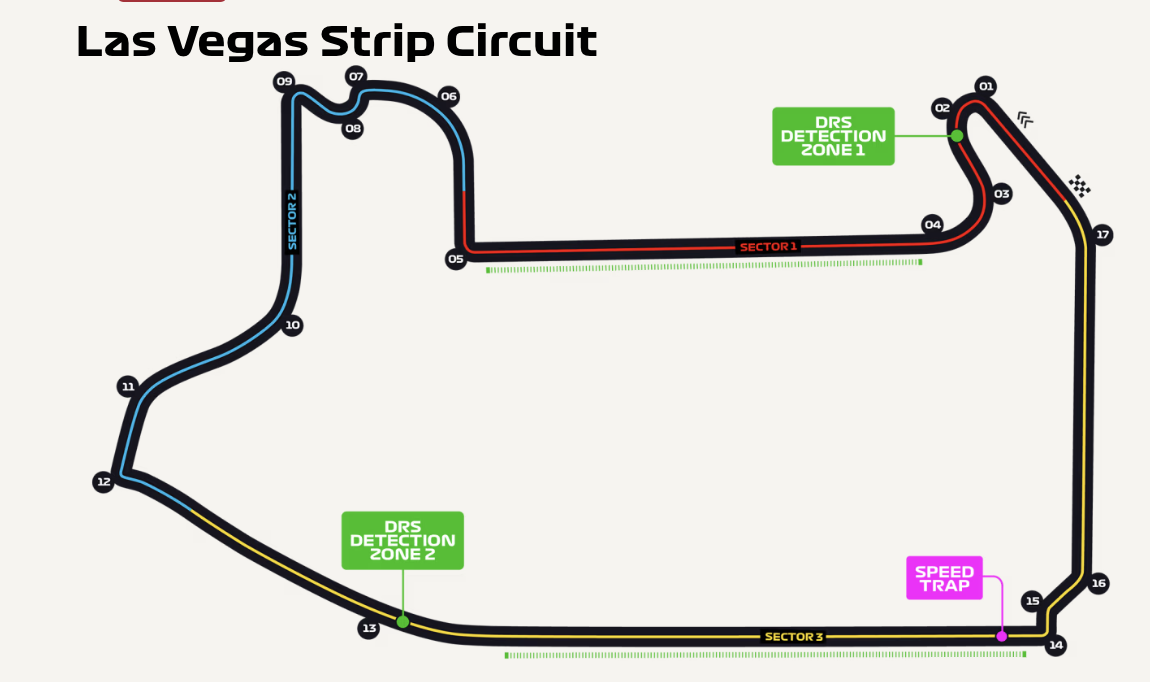 Las Vegas Strip Circuit
09
07
06
01
02
DRS
DETECTION
ZONE 1
08
03
SECTOR 2
04
17
SECTOR 1
05
10
11
12
DRS
DETECTION
ZONE 2
SPEED
TRAP
16
15
13
SECTOR 3
14